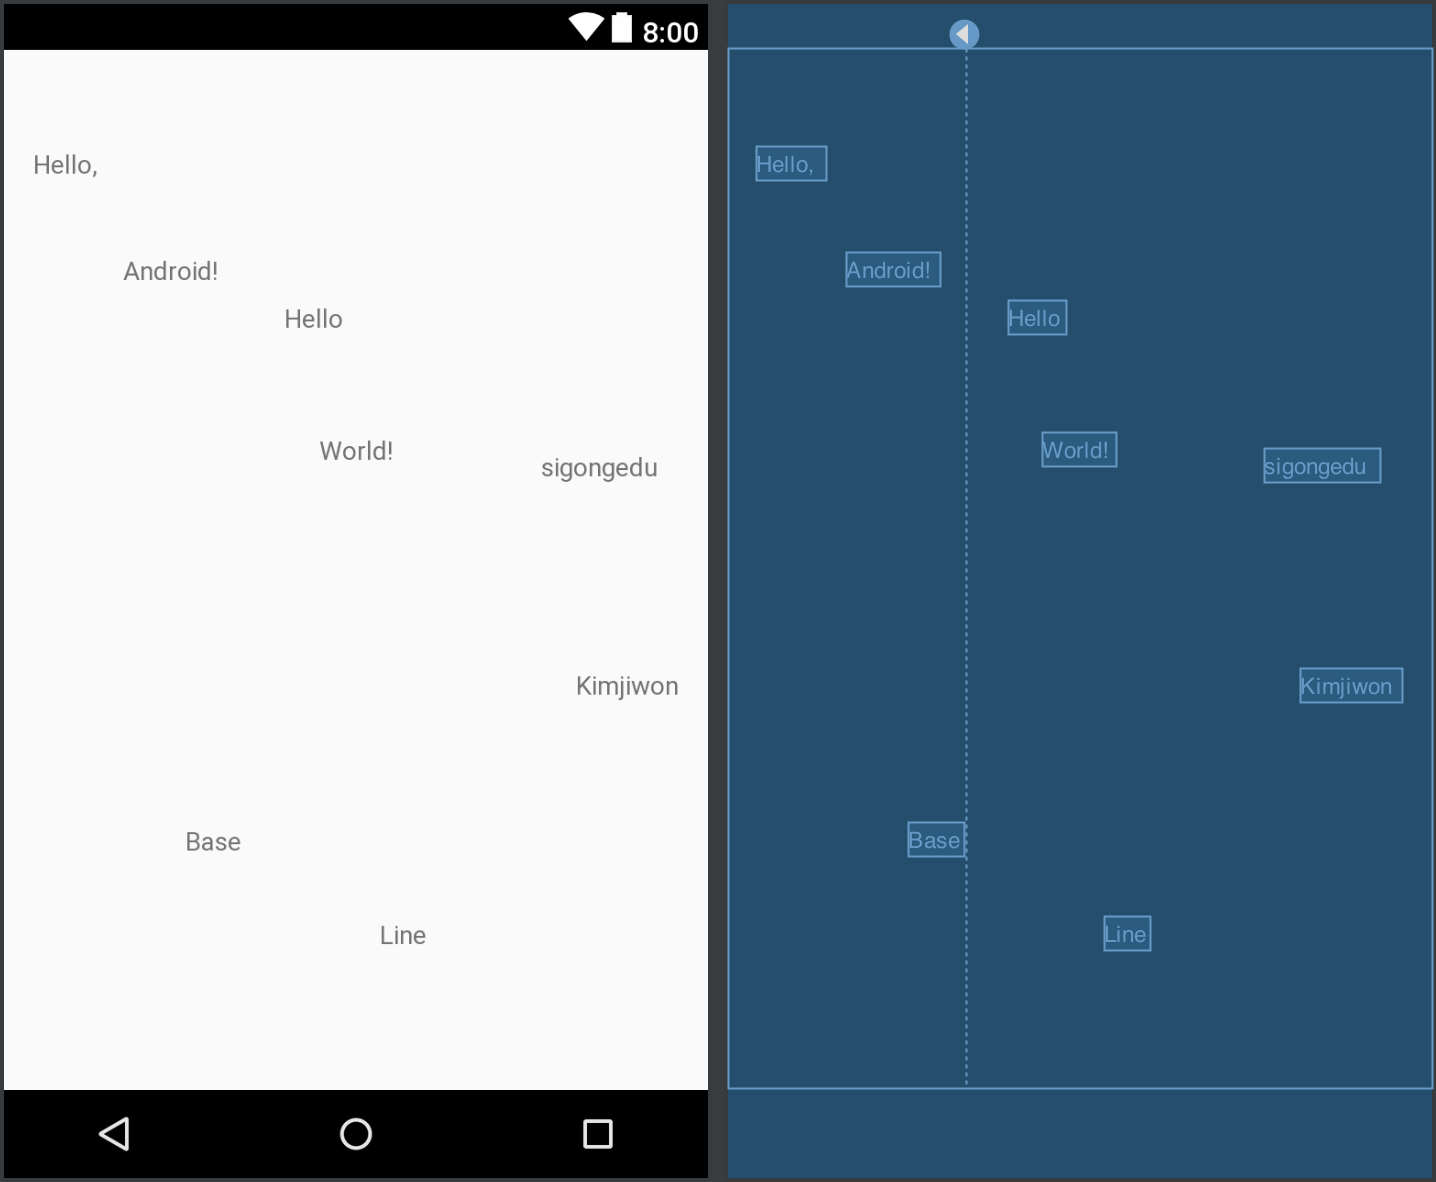 8:00
Hello,
Android!
Hello
World!
sigongedu
Kimjiwon
Base
Line
Hello,
Android!
Hello
World!
sigongedu
Kimjiwon
Base
Line